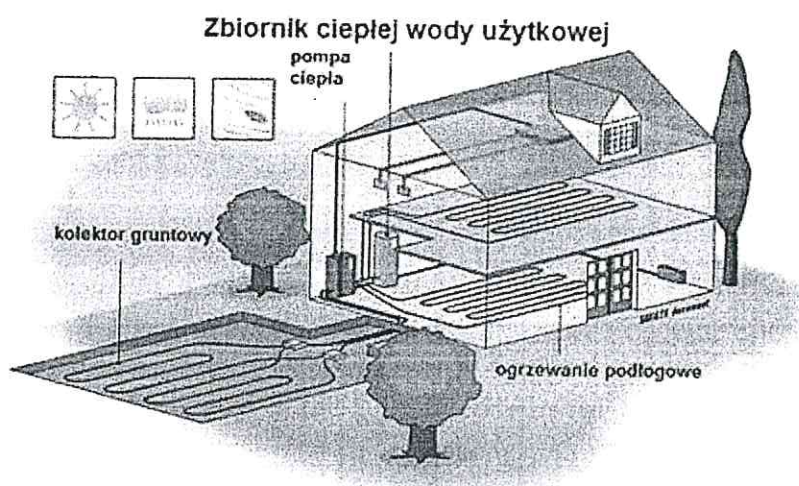 Zbiornik ciepłej wody użytkowej
pompa
ciepła
kolektor gruntowy
ogrzewanie podłogowe